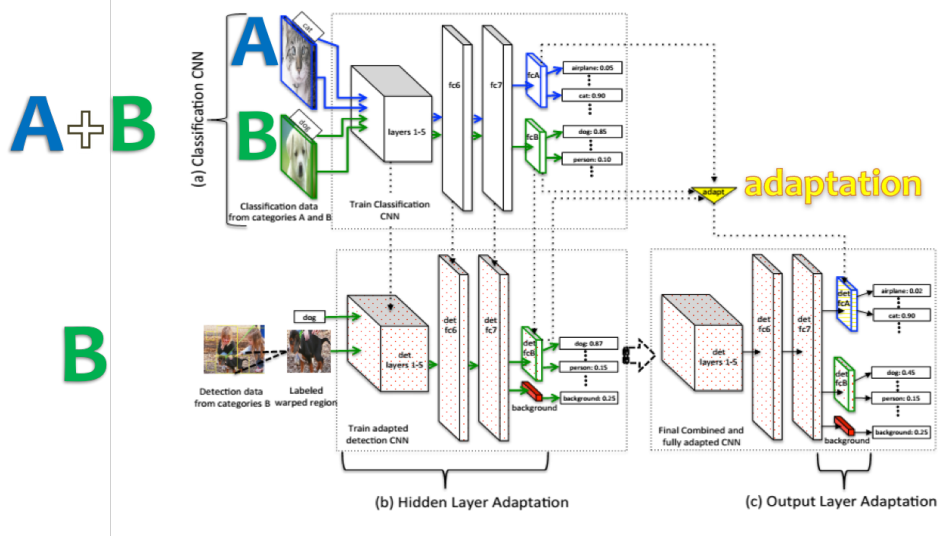 A + B
B
(a) Classification CNN
A
B
cat
dog
Classification data
from categories A and B
layers 1-5
Train Classification
CNN
fc6
fc7
fcA
fcB
airplane: 0.05
cat: 0.90
dog: 0.85
person: 0.10
adapt
adaptation
dog
Detection data
from categories B
Labeled
warped region
det
layers 1-5
Train adapted
detection CNN
det
fc6
det
fc7
det
fcB
background
dog: 0.87
person: 0.15
background: 0.25
(b) Hidden Layer Adaptation
det
layers 1-5
Final Combined and
fully adapted CNN
det
fc6
det
fc7
det
fcA
det
fcB
background
airplane: 0.02
cat: 0.90
dog: 0.45
person: 0.15
background: 0.25
(c) Output Layer Adaptation